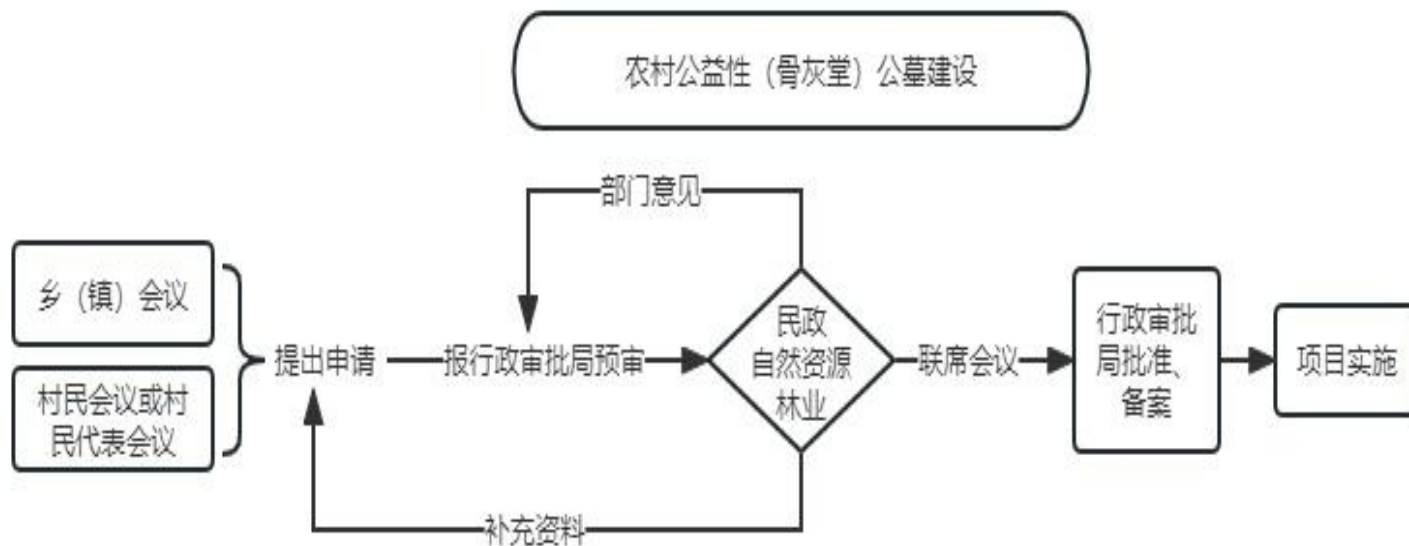 农村公益性（骨灰堂）公墓建设
部门意见
乡（镇）会议
村民会议或村
民代表会议
提出申请
报行政审批局预审
民政
自然资源
林业
联席会议
行政审批
局批准、
备案
项目实施
补充资料